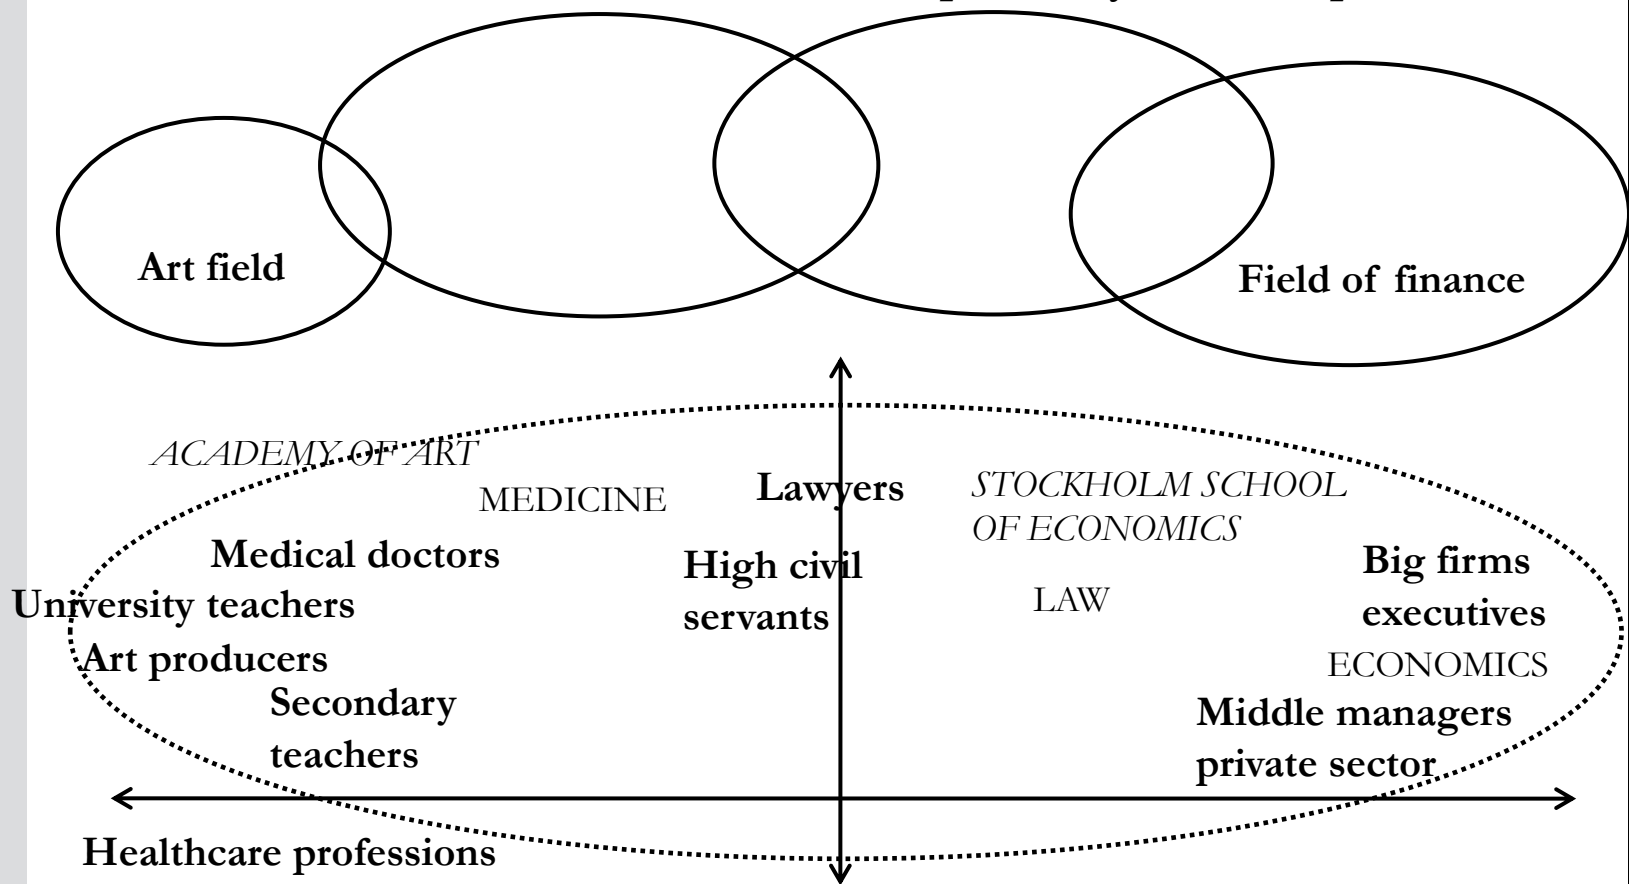 Art field
Field of finance
ACADEMY OF ART
MEDICINE
Lawyers
STOCKHOLM SCHOOL
OF ECONOMICS
Medical doctors
High civil
servants
Big firms
executives
University teachers
LAW
Art producers
ECONOMICS
Secondary
teachers
Middle managers
private sector
Healthcare professions